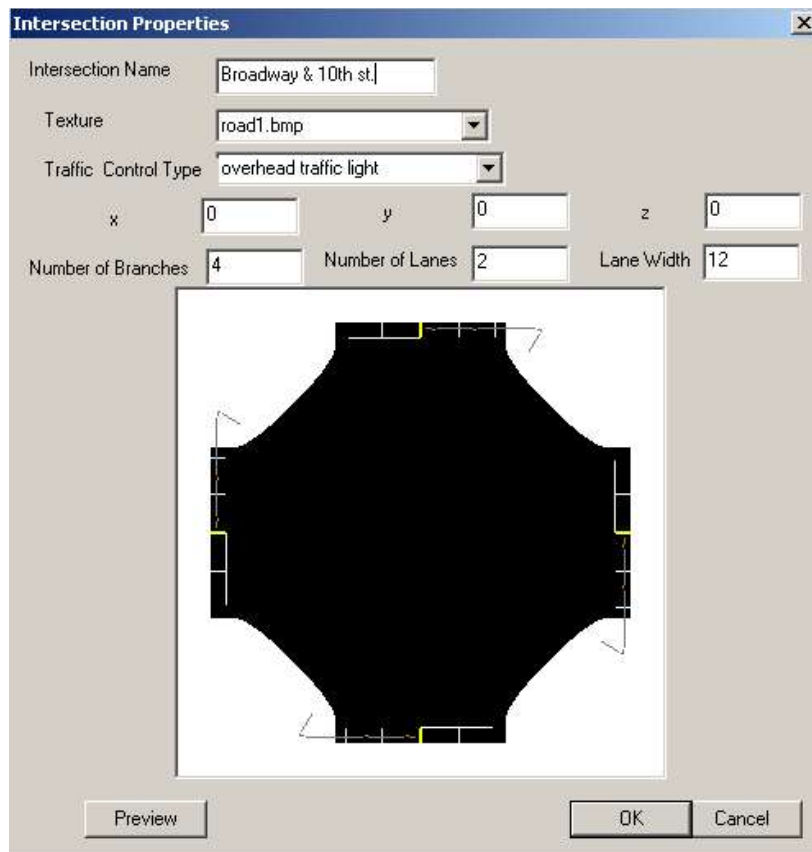 Intersection Properties
Intersection Name Broadway & 10th st.
Texture road1.bmp
Traffic Control Type overhead traffic light
x 0 y 0 z 0
Number of Branches 4 Number of Lanes 2 Lane Width 12
Preview OK Cancel